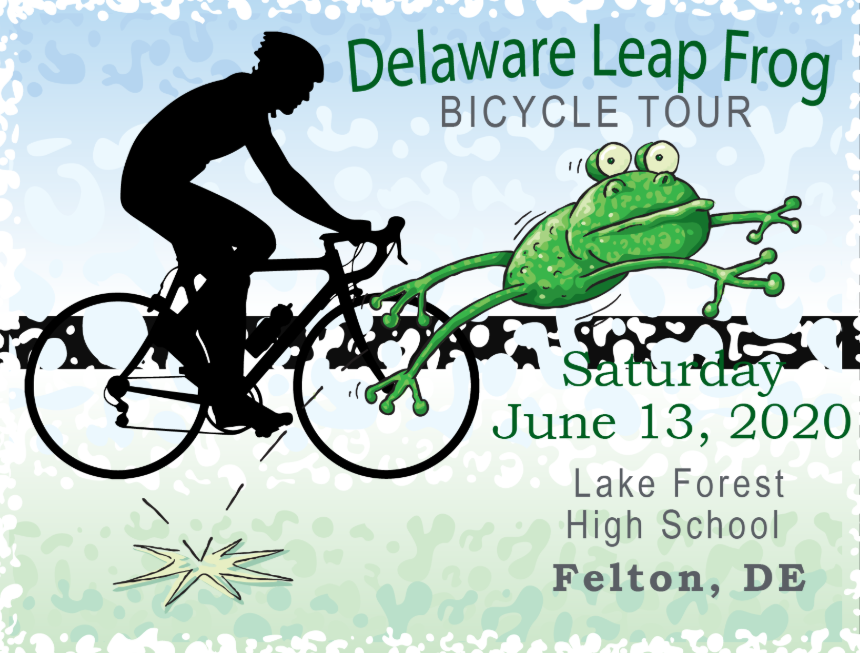 Delaware Leap Frog
BICYCLE TOUR
Saturday
June 13, 2020
Lake Forest
High School
Felton, DE